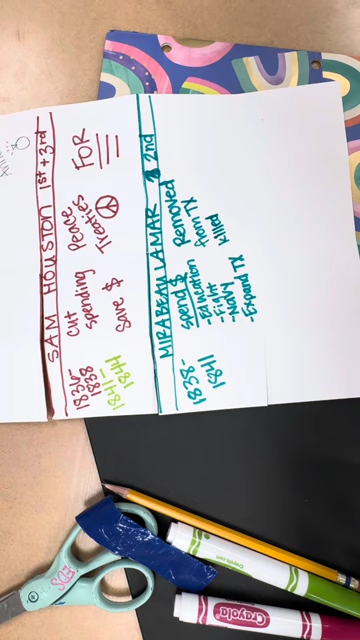 SAM HOUSTON 1st + 3rd
1836-
1838
1841-
1844
cut
spending
Save $
Peace
Treaties
FOR
MIRABEAU LAMAR 2nd
1838-
1841
spend $
-Education
-Fight
-Navy
-Expand TX
Removed
from TX
killed
Crayola